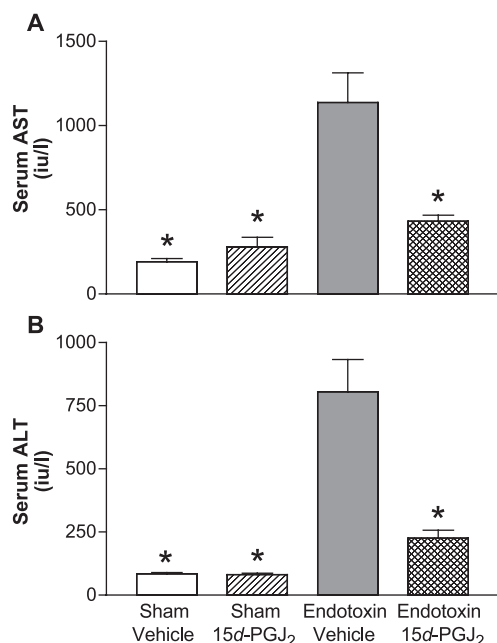 A
Serum AST
(iu/l)
1500
1000
500
0
*
*
*
B
Serum ALT
(iu/l)
1000
750
500
250
0
*
*
*
Sham Sham Endotoxin Endotoxin
Vehicle 15d-PGJ₂ Vehicle 15d-PGJ₂